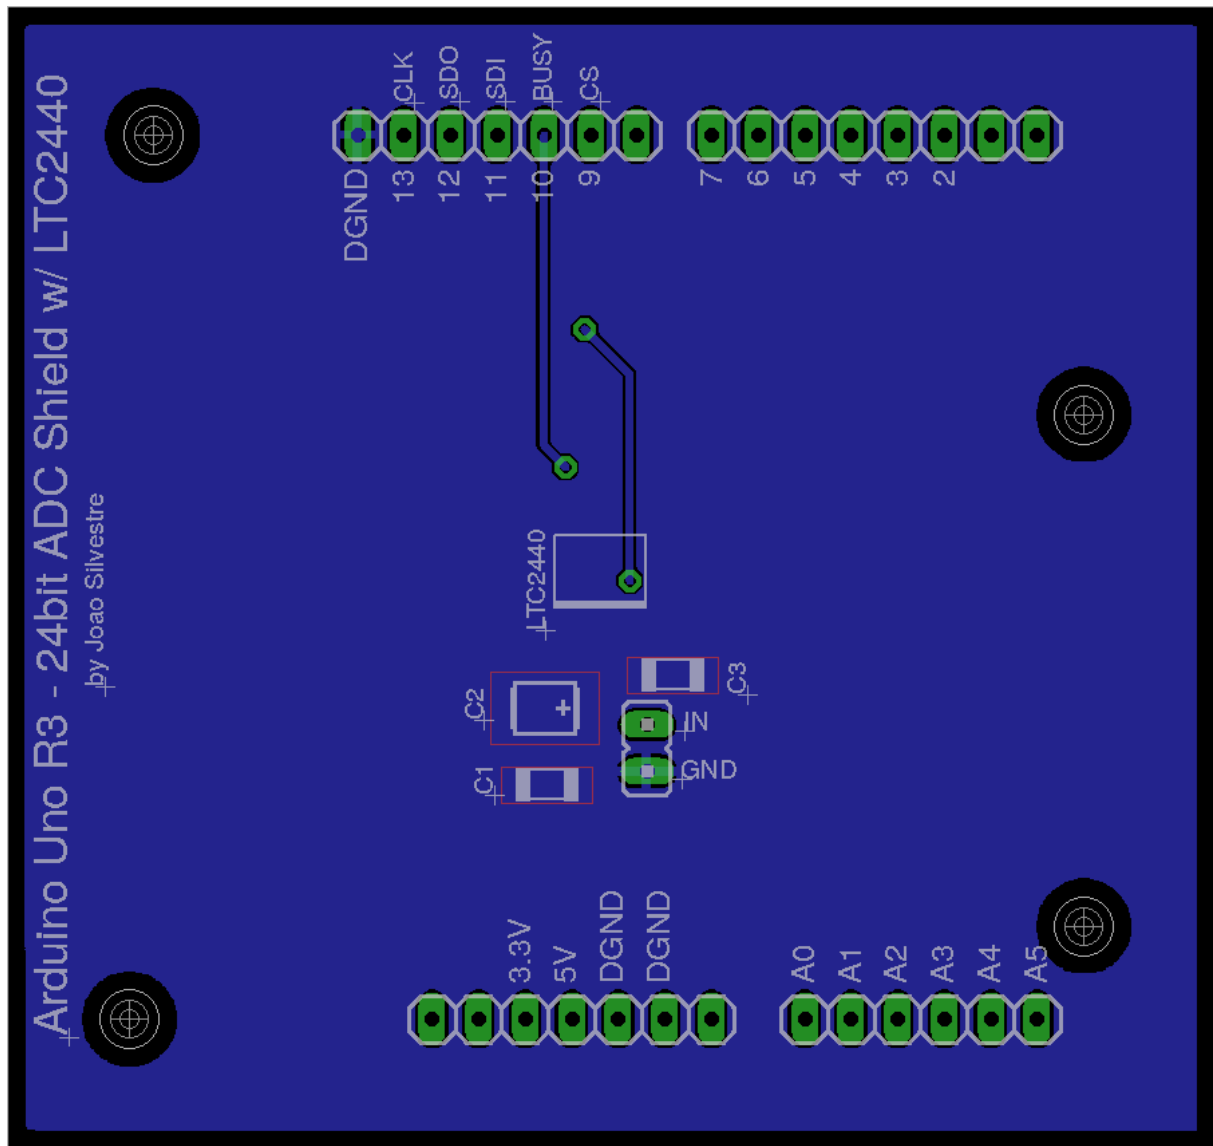 Arduino Uno R3 - 24bit ADC Shield w/ LTC2440
by Joao Silvestre
CLK
SDO
SDI
BUSY
CS
DGND
13
12
11
10
9
7
6
5
4
3
2
LTC2440
C3
C2
IN
C1
GND
3.3V
5V
DGND
DGND
A0
A1
A2
A3
A4
A5